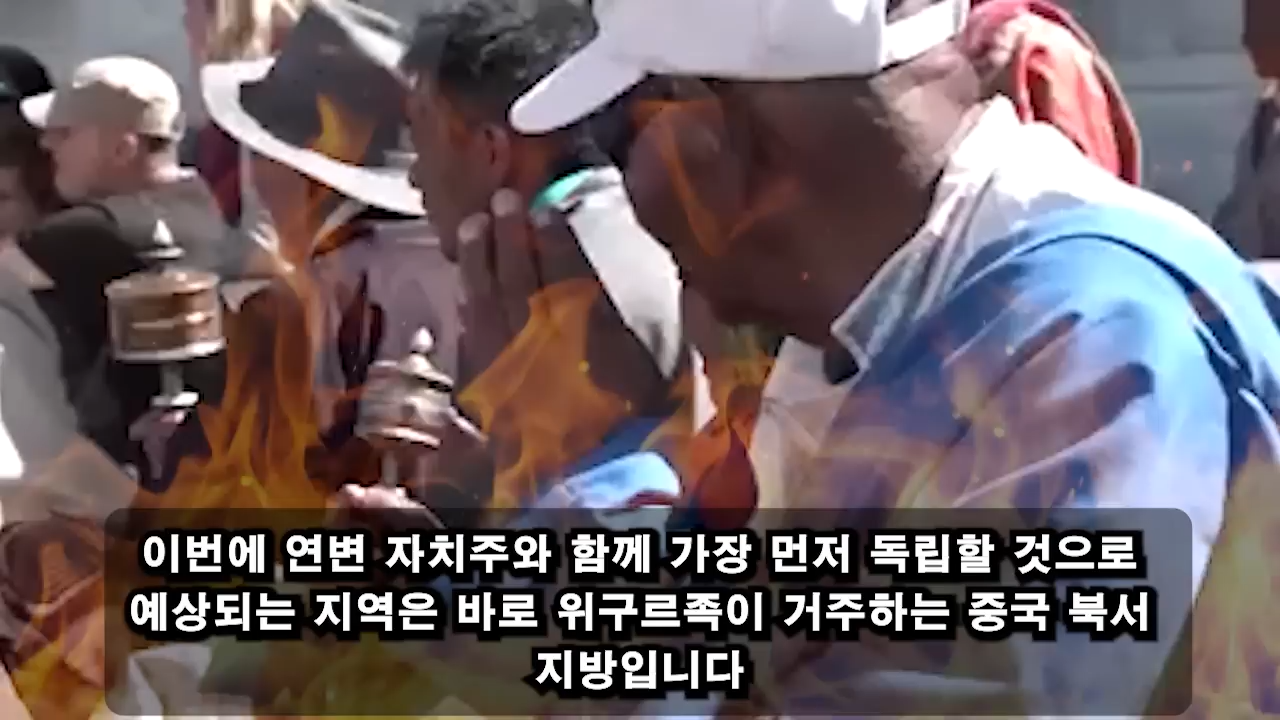 이번에 연변 자치주와 함께 가장 먼저 독립할 것으로
예상되는 지역은 바로 위구르족이 거주하는 중국 북서
지방입니다